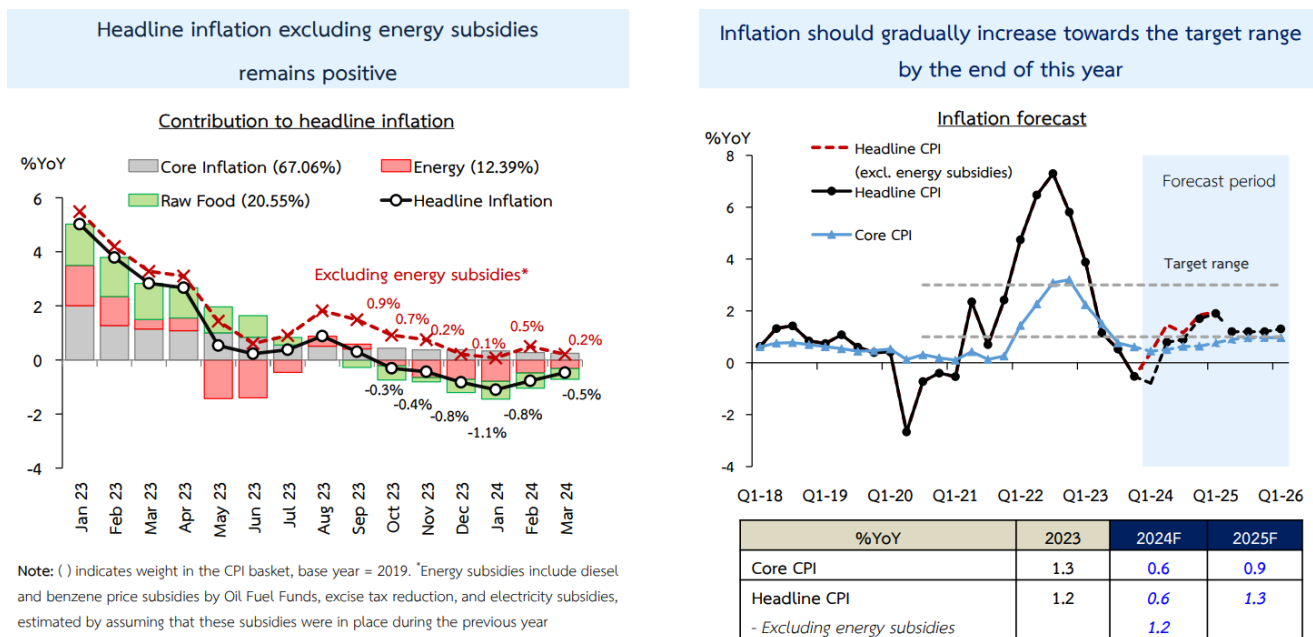 Headline inflation excluding energy subsidies
remains positive
Contribution to headline inflation
%YoY
Core Inflation (67.06%)
Energy (12.39%)
Raw Food (20.55%)
Headline Inflation
6
4
2
0
-2
-4
Excluding energy subsidies*
0.9%
0.7%
0.2%
0.1%
0.5%
0.2%
-0.3%
-0.4%
-0.8%
-1.1%
-0.8%
-0.5%
Jan 23
Feb 23
Mar 23
Apr 23
May 23
Jun 23
Jul 23
Aug 23
Sep 23
Oct 23
Nov 23
Dec 23
Jan 24
Feb 24
Mar 24
Note: ( ) indicates weight in the CPI basket, base year = 2019. *Energy subsidies include diesel
and benzene price subsidies by Oil Fuel Funds, excise tax reduction, and electricity subsidies,
estimated by assuming that these subsidies were in place during the previous year
Inflation should gradually increase towards the target range
by the end of this year
Inflation forecast
%YoY
Headline CPI
(excl. energy subsidies)
Headline CPI
Core CPI
Forecast period
Target range
8
6
4
2
0
-2
-4
Q1-18
Q1-19
Q1-20
Q1-21
Q1-22
Q1-23
Q1-24
Q1-25
Q1-26
%YoY 2023 2024F 2025F
Core CPI 1.3 0.6 0.9
Headline CPI 1.2 0.6 1.3
- Excluding energy subsidies 1.2